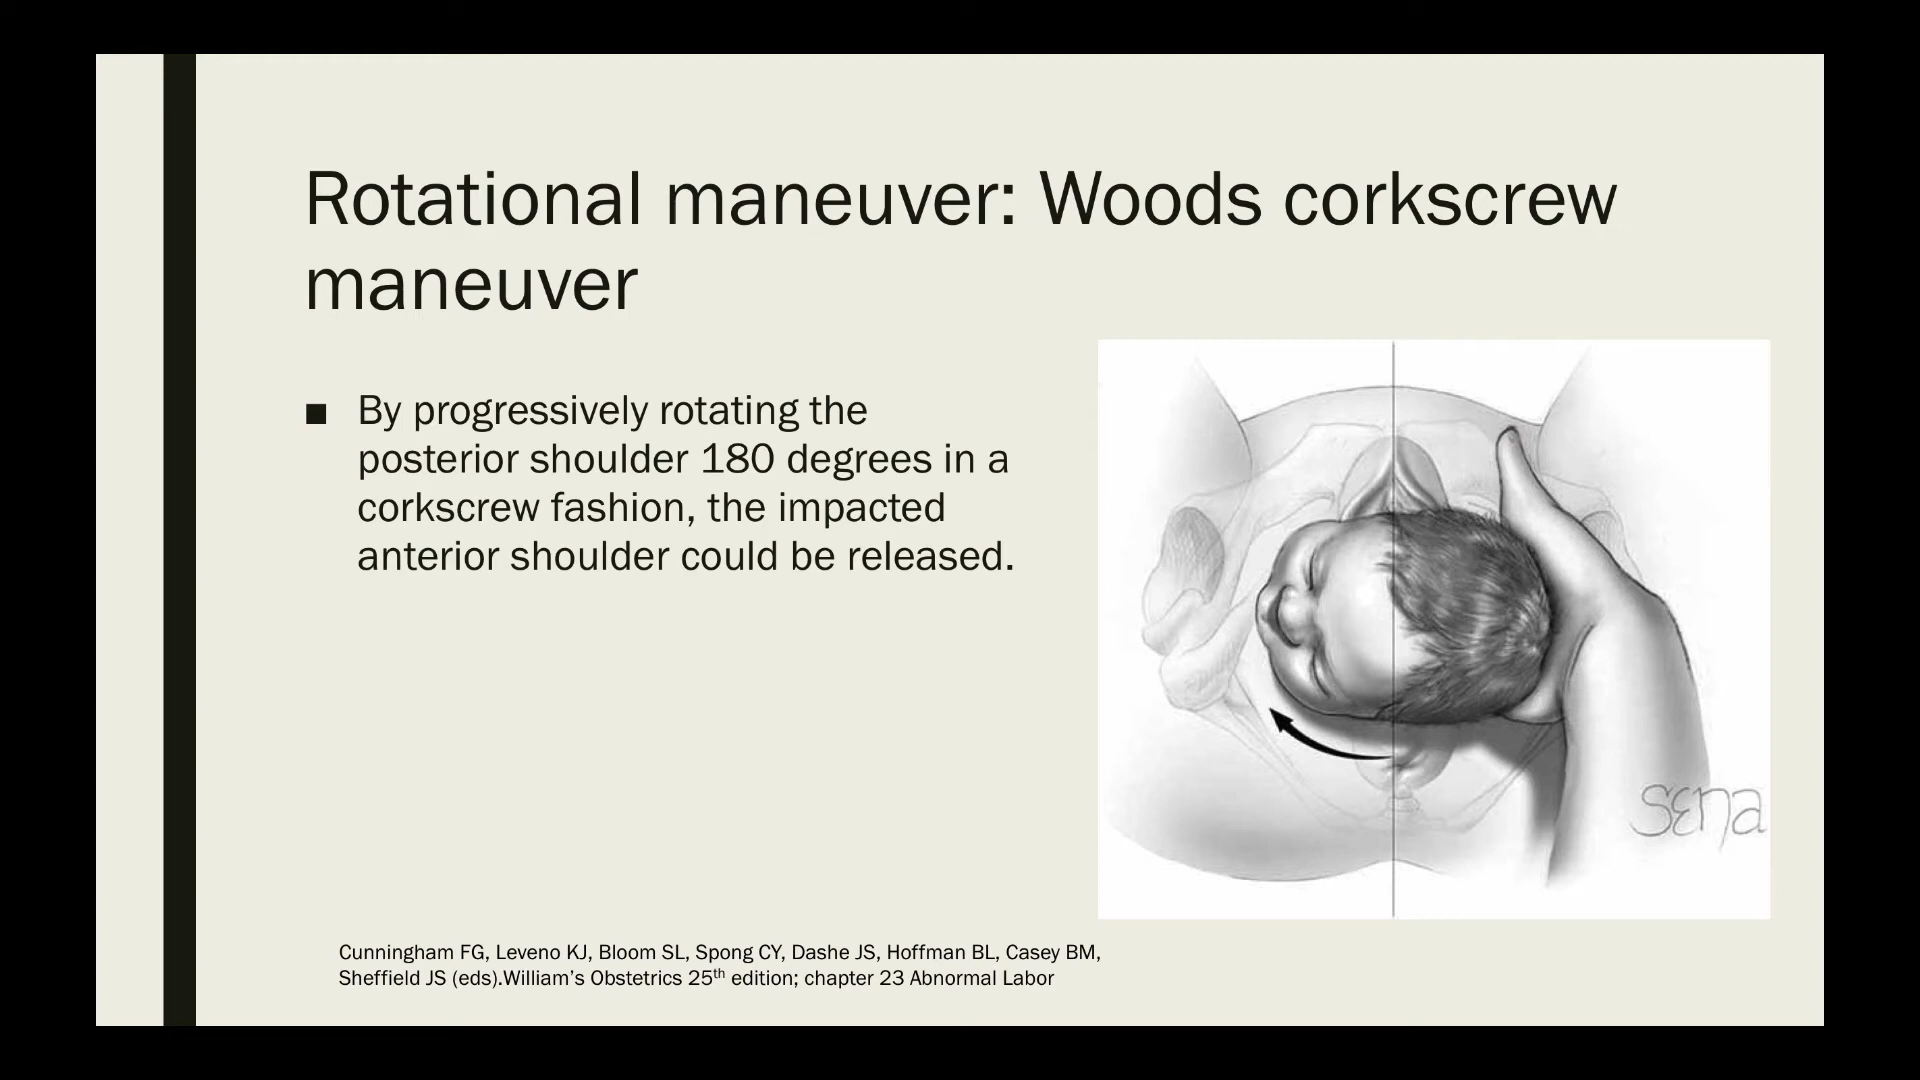 Rotational maneuver: Woods corkscrew
maneuver
■ By progressively rotating the
posterior shoulder 180 degrees in a
corkscrew fashion, the impacted
anterior shoulder could be released.
sena
Cunningham FG, Leveno KJ, Bloom SL, Spong CY, Dashe JS, Hoffman BL, Casey BM,
Sheffield JS (eds).William’s Obstetrics 25th edition; chapter 23 Abnormal Labor